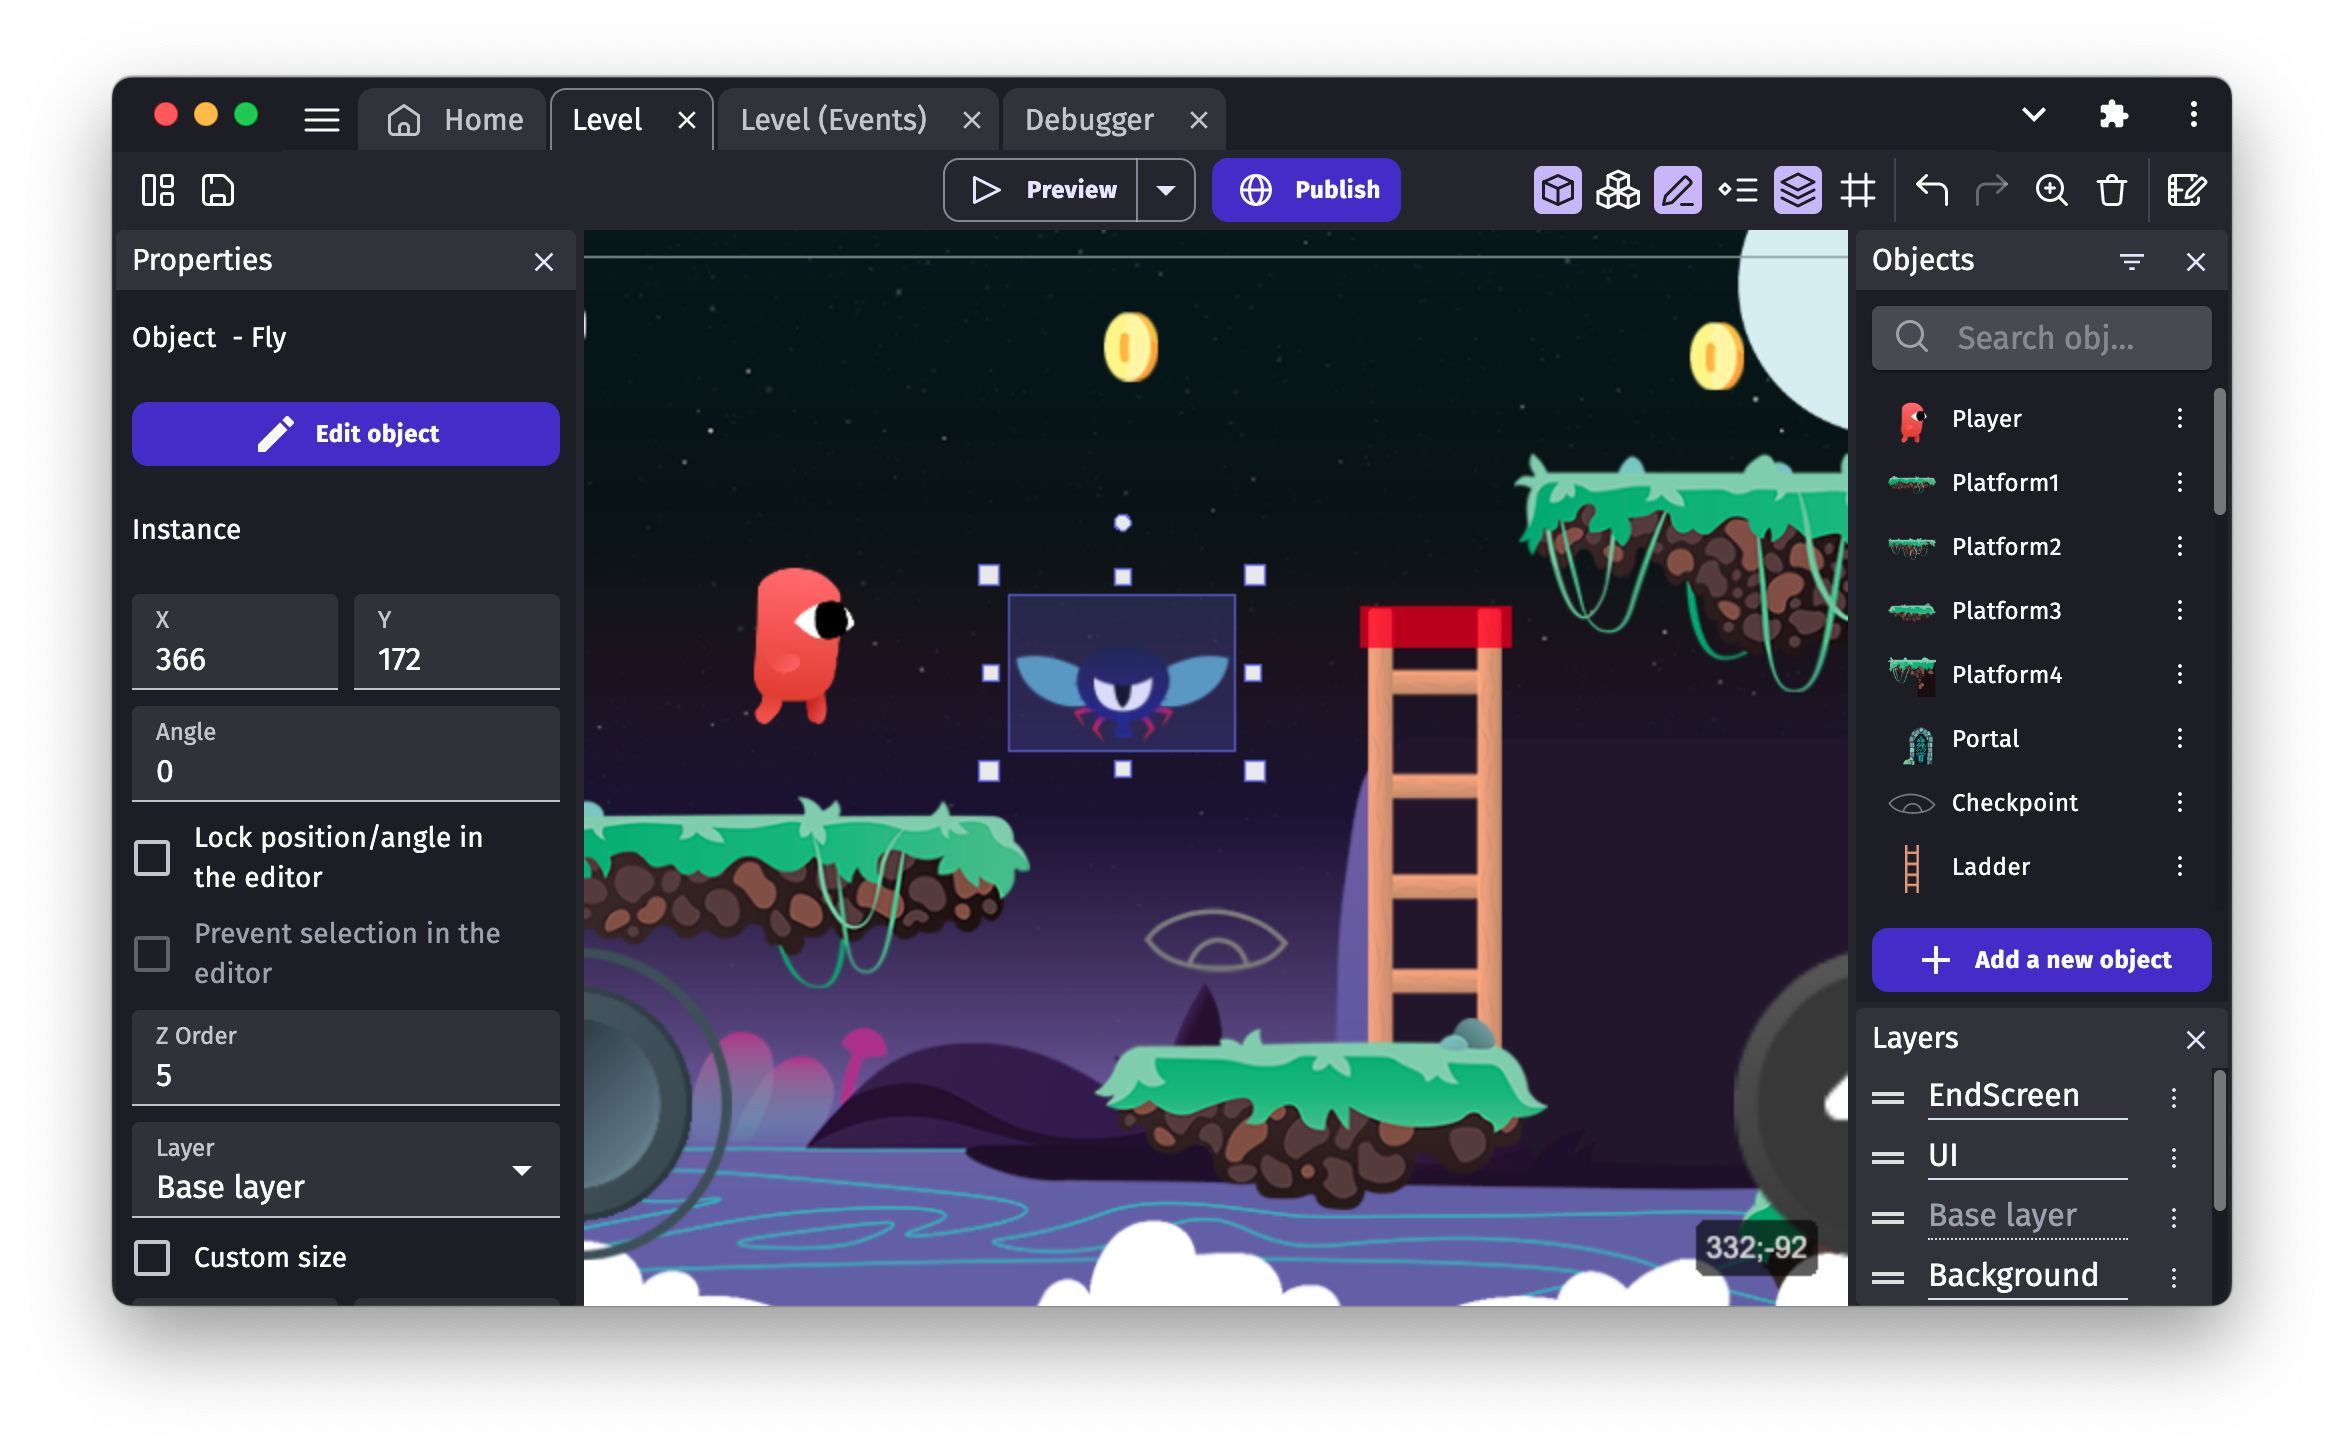 Home
Level
Level (Events)
Debugger
Preview
Publish
Properties
Object - Fly
Edit object
Instance
X
366
Y
172
Angle
0
Lock position/angle in
the editor
Prevent selection in the
editor
Z Order
5
Layer
Base layer
Custom size
332;-92
Objects
Search obj...
Player
Platform1
Platform2
Platform3
Platform4
Portal
Checkpoint
Ladder
Add a new object
Layers
EndScreen
UI
Base layer
Background